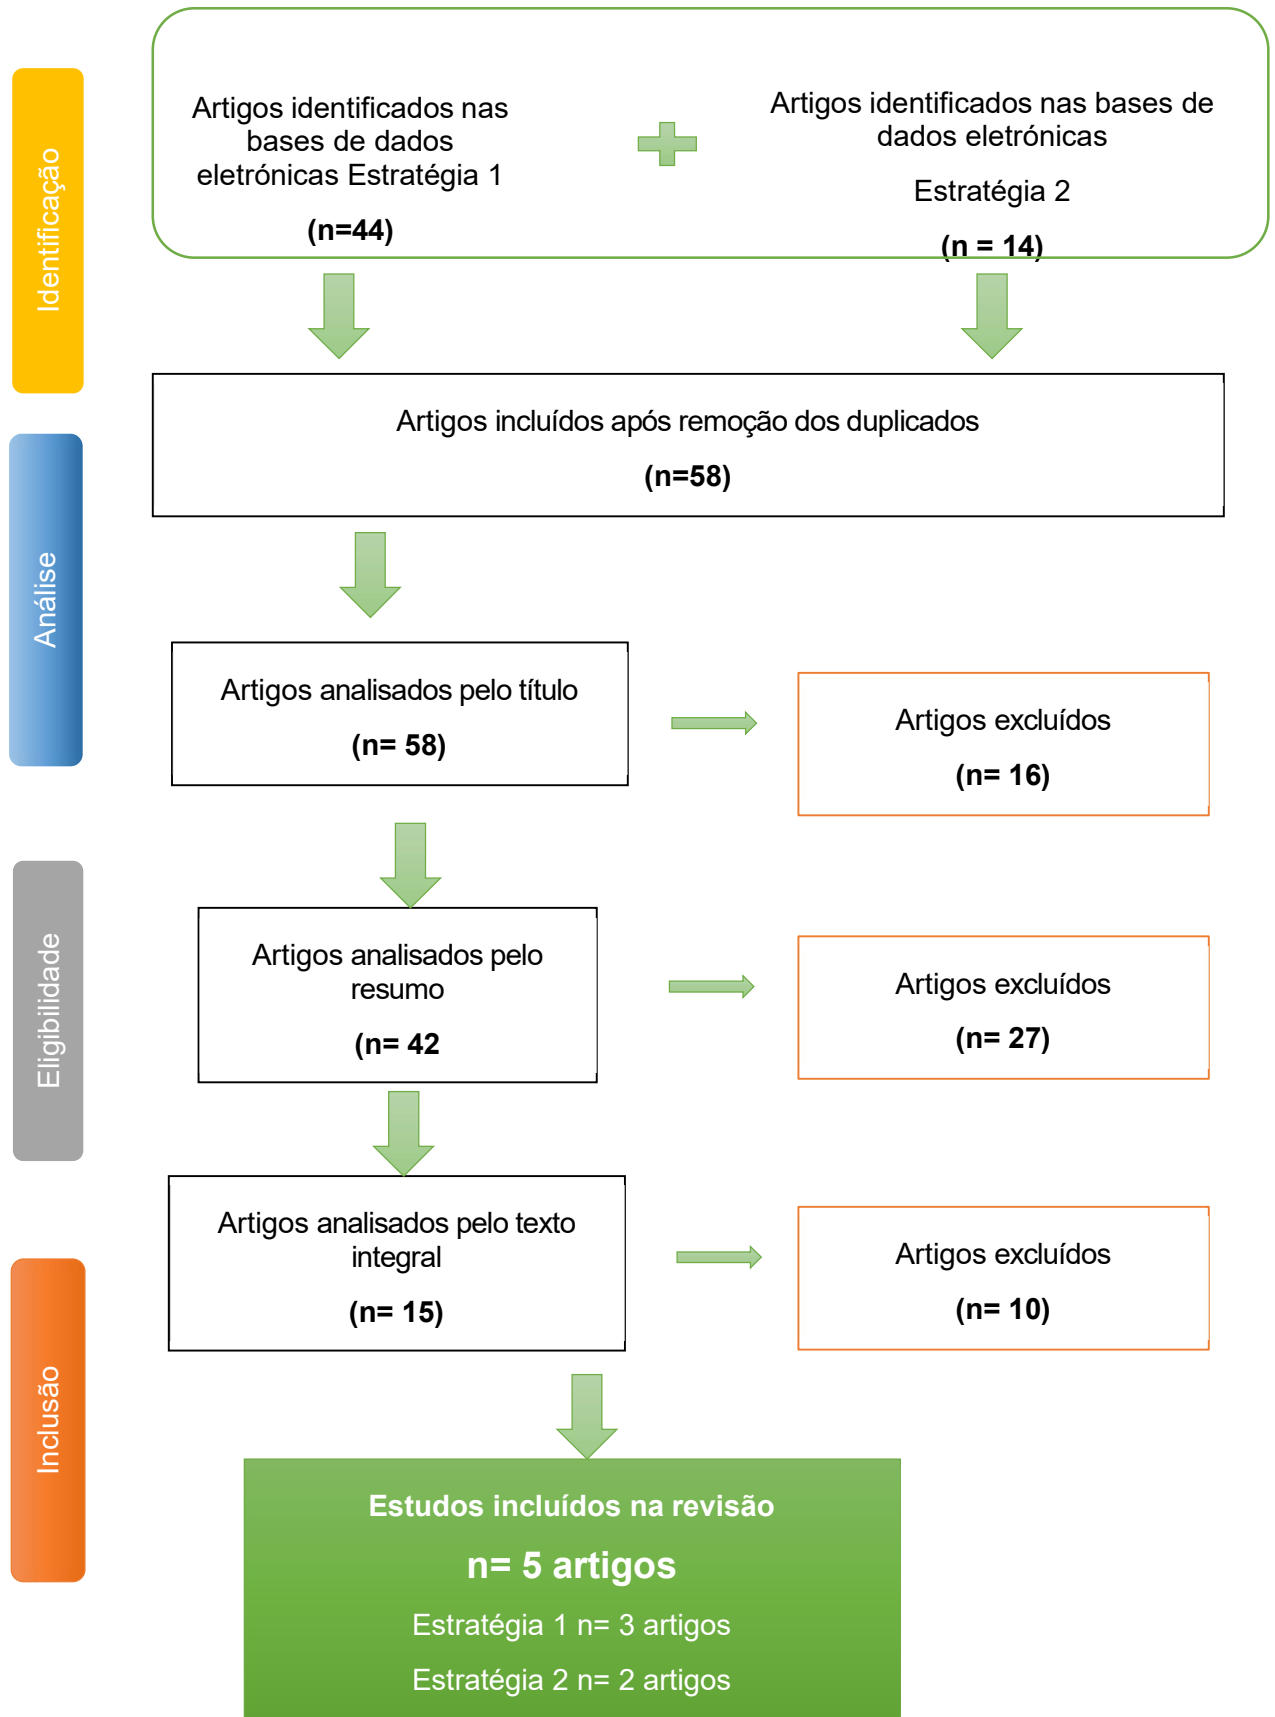 Identificação
Artigos identificados nas
bases de dados
eletrónicas Estratégia 1
(n=44)
Artigos identificados nas bases de
dados eletrónicas
Estratégia 2
(n = 14)
Artigos incluídos após remoção dos duplicados
(n=58)
Análise
Artigos analisados pelo título
(n= 58)
Artigos excluídos
(n= 16)
Eligibilidade
Artigos analisados pelo
resumo
(n= 42
Artigos excluídos
(n= 27)
Artigos analisados pelo texto
integral
(n= 15)
Artigos excluídos
(n= 10)
Inclusão
Estudos incluídos na revisão
n= 5 artigos
Estratégia 1 n= 3 artigos
Estratégia 2 n= 2 artigos